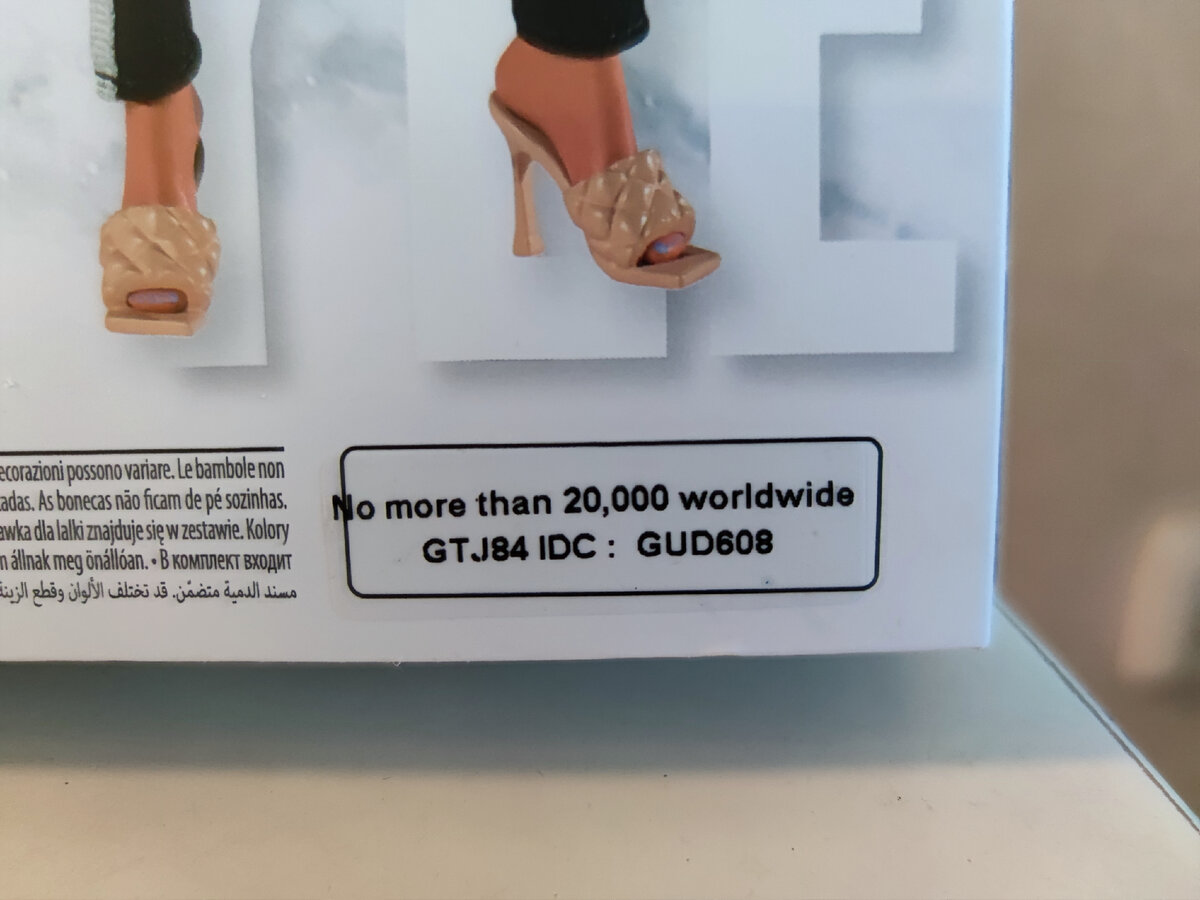 ecorazioni possono variare. Le bambole non
cadas. As bonecas não ficam de pé sozinhas.
awka dla lalki znajduje się w zestawie. Kolory
n állnak meg önállóan. • В КОМПЛЕКТ ВХОДИТ
مسند الدمية متضمّن. قد تختلف الألوان وقطع الزينة
No more than 20,000 worldwide
GTJ84 IDC : GUD608